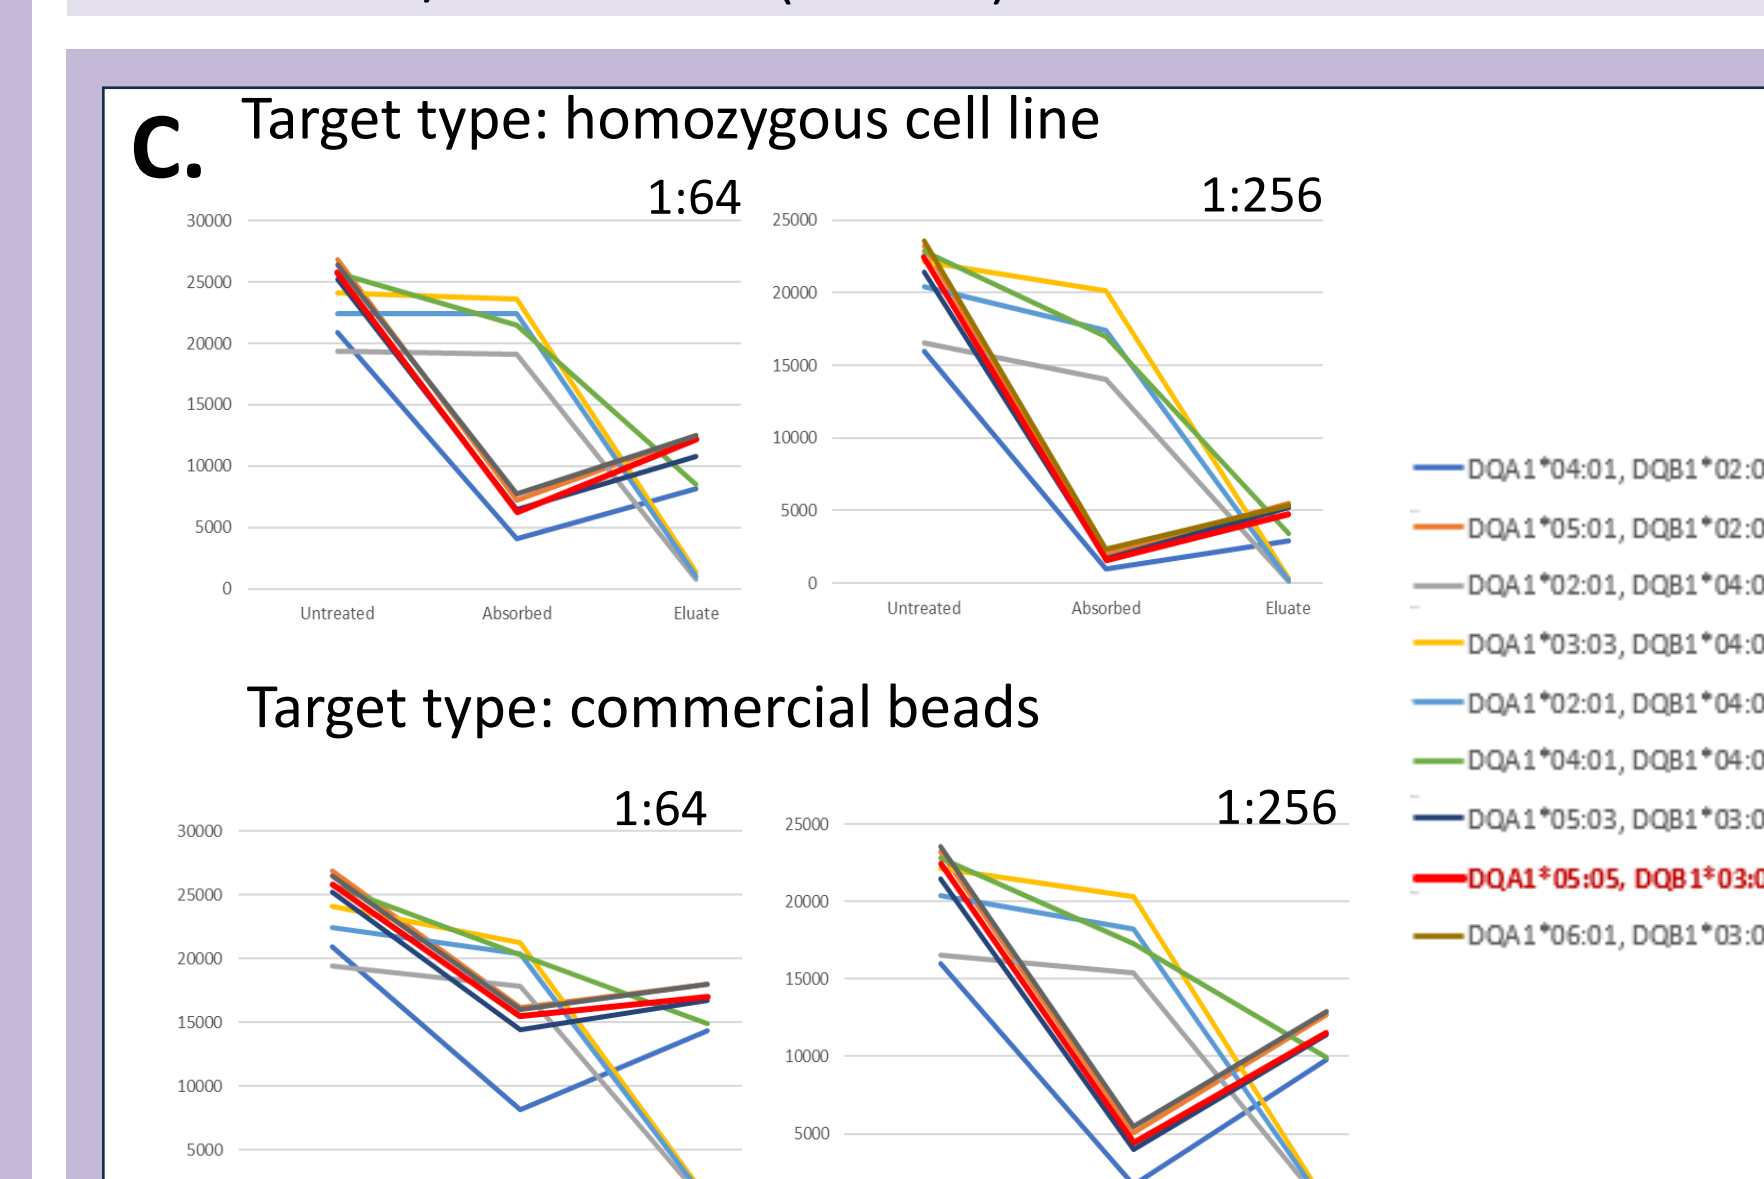 C. Target type: homozygous cell line
1:64
30000
25000
20000
15000
10000
5000
0
Untreated Absorbed Eluate
1:256
25000
20000
15000
10000
5000
0
Untreated Absorbed Eluate
Target type: commercial beads
1:64
30000
25000
20000
15000
10000
5000
1:256
25000
20000
15000
10000
5000
DQA1*04:01, DQB1*02:0
DQA1*05:01, DQB1*02:0
DQA1*02:01, DQB1*04:0
DQA1*03:03, DQB1*04:0
DQA1*02:01, DQB1*04:0
DQA1*04:01, DQB1*04:0
DQA1*05:03, DQB1*03:0
DQA1*05:05, DQB1*03:0
DQA1*06:01, DQB1*03:0